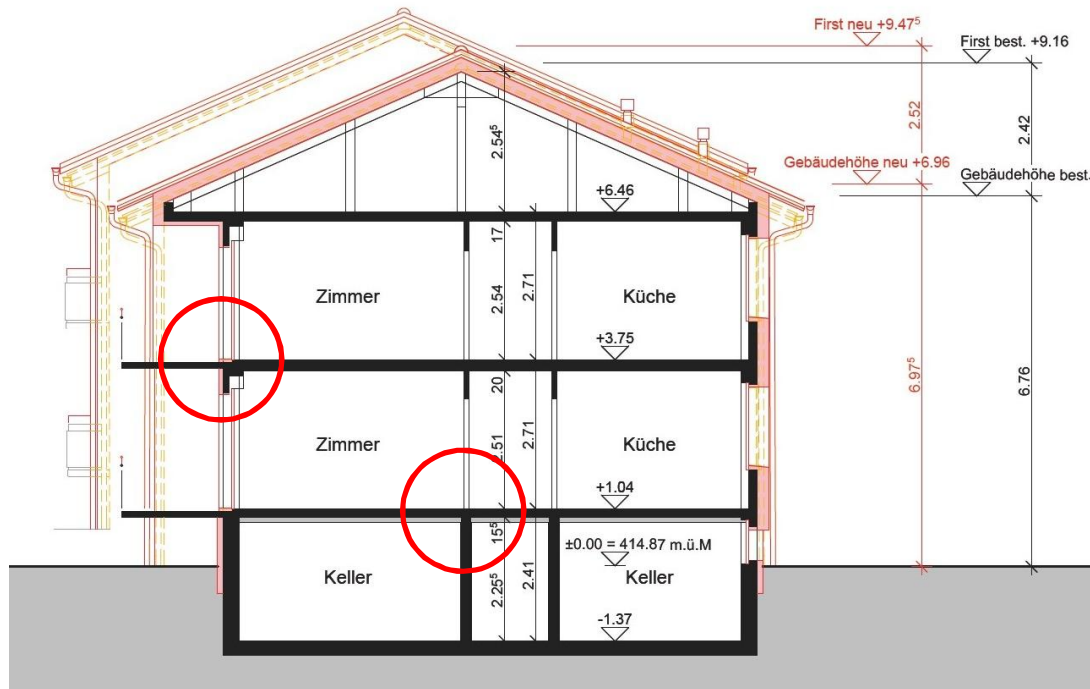 First neu +9.47⁵
First best. +9.16
2.52
2.42
2.54⁵
Gebäudehöhe neu +6.96
Gebäudehöhe best.
+6.46
17
Zimmer
2.54
2.71
Küche
+3.75
6.97⁵
6.76
20
Zimmer
2.51
2.71
Küche
+1.04
15⁵
±0.00 = 414.87 m.ü.M
Keller
2.25⁵
2.41
Keller
-1.37